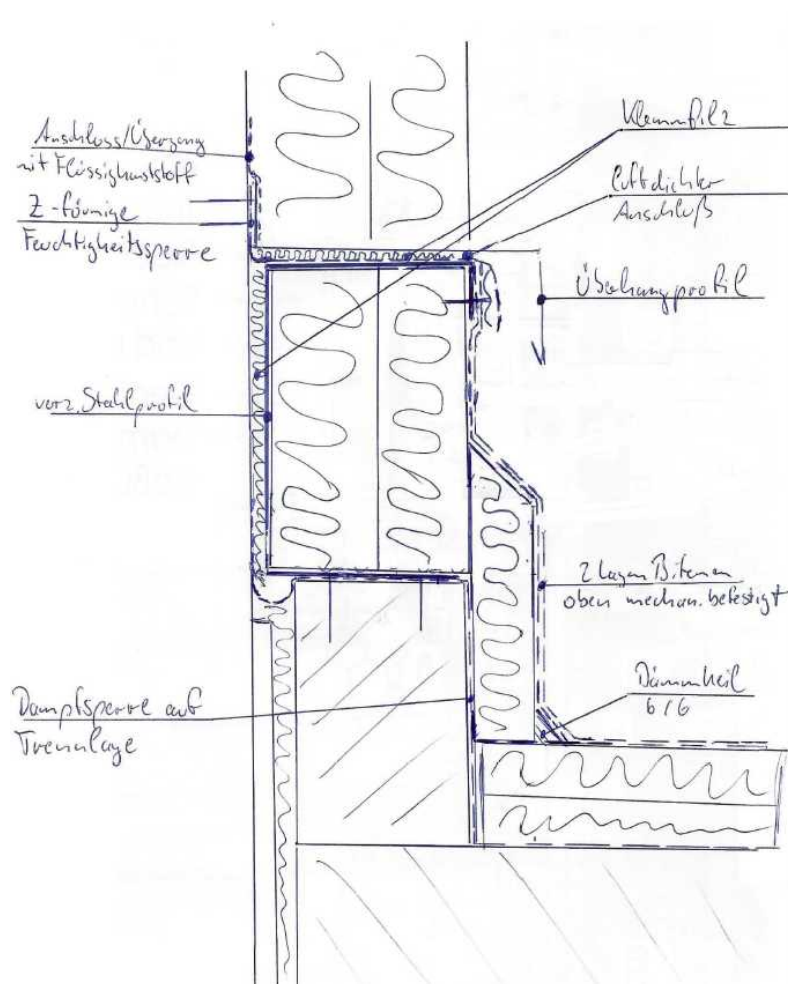 Klemmfilz
Anschluss/Übergang
mit Flüssigkunststoff
luftdichter
Anschluß
Z-förmige
Feuchtigkeitssperre
Überhangprofil
verz. Stahlprofil
2 Lagen Bitumen
oben mechan. befestigt
Dämmkeil
6/6
Dampfsperre auf
Trennlage